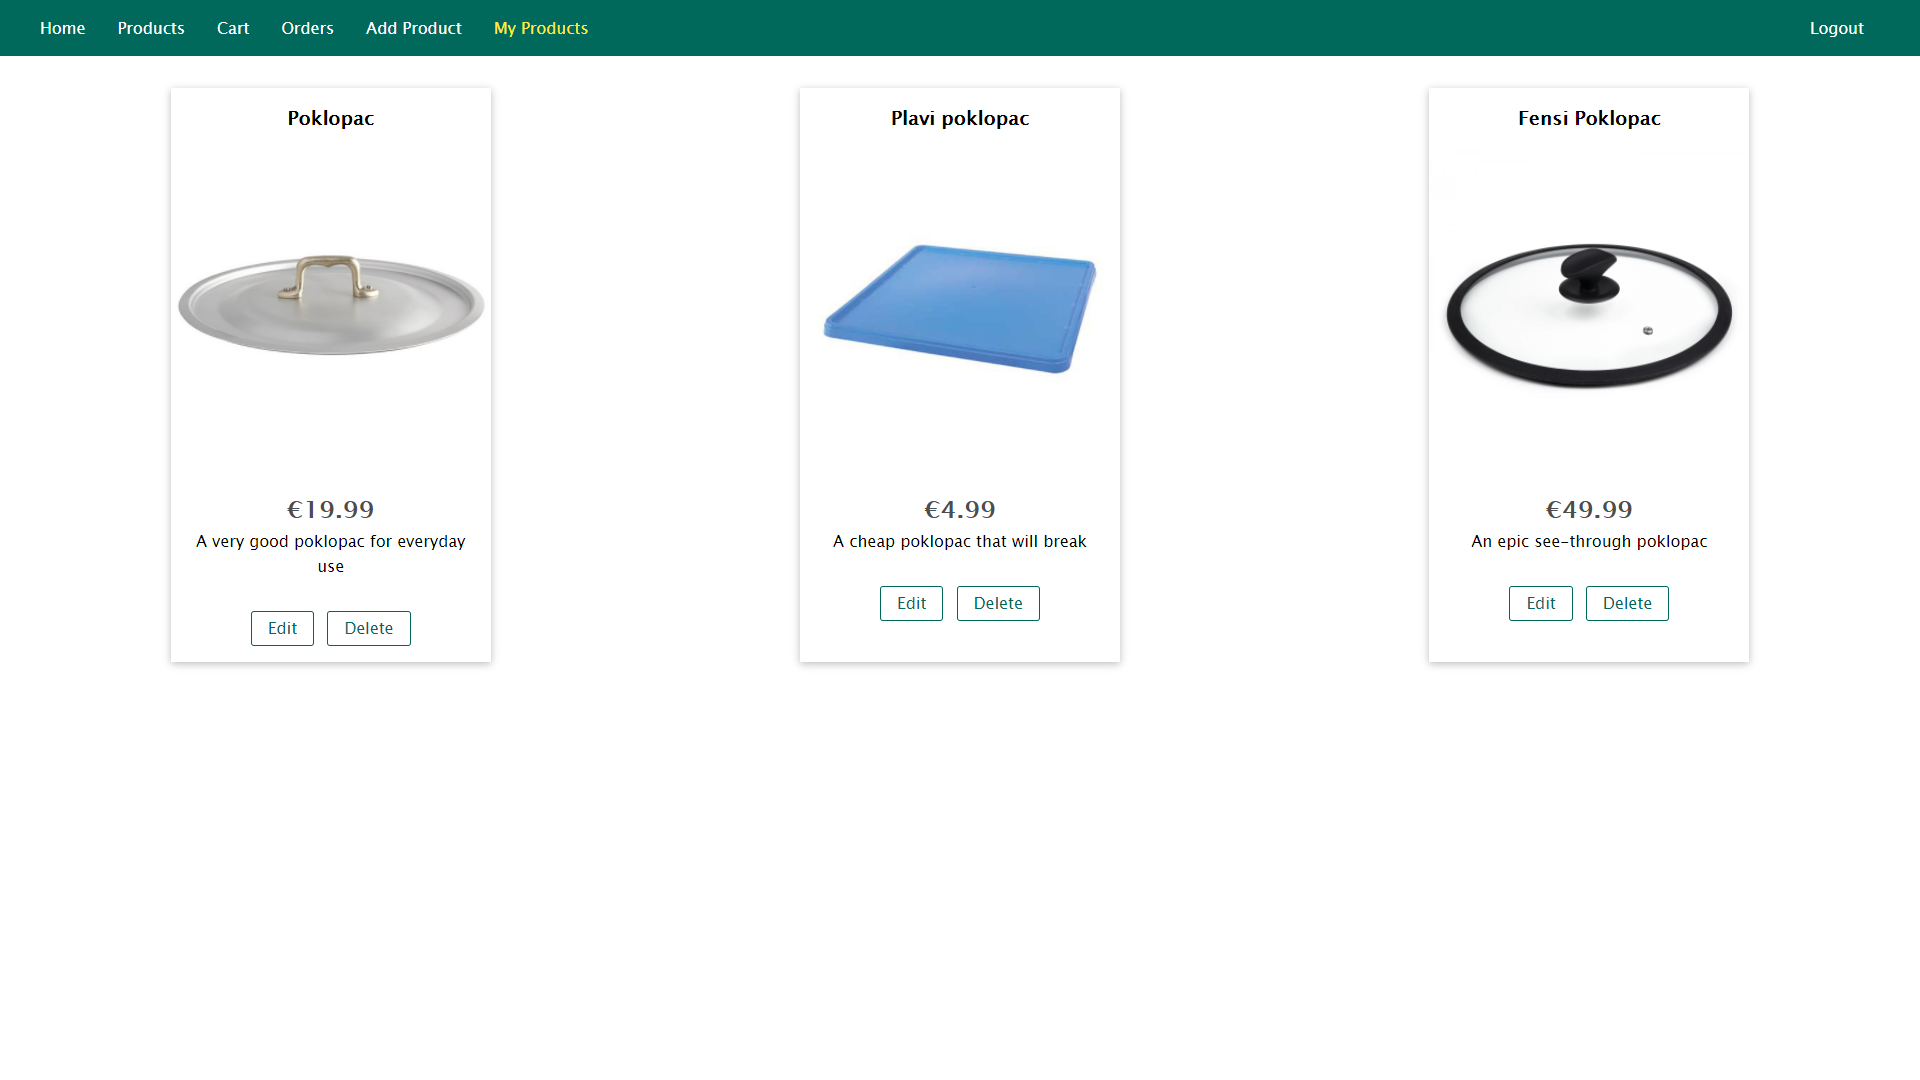 Home Products Cart Orders Add Product My Products Logout
Poklopac
€19.99
A very good poklopac for everyday
use
Edit Delete
Plavi poklopac
€4.99
A cheap poklopac that will break
Edit Delete
Fensi Poklopac
€49.99
An epic see-through poklopac
Edit Delete